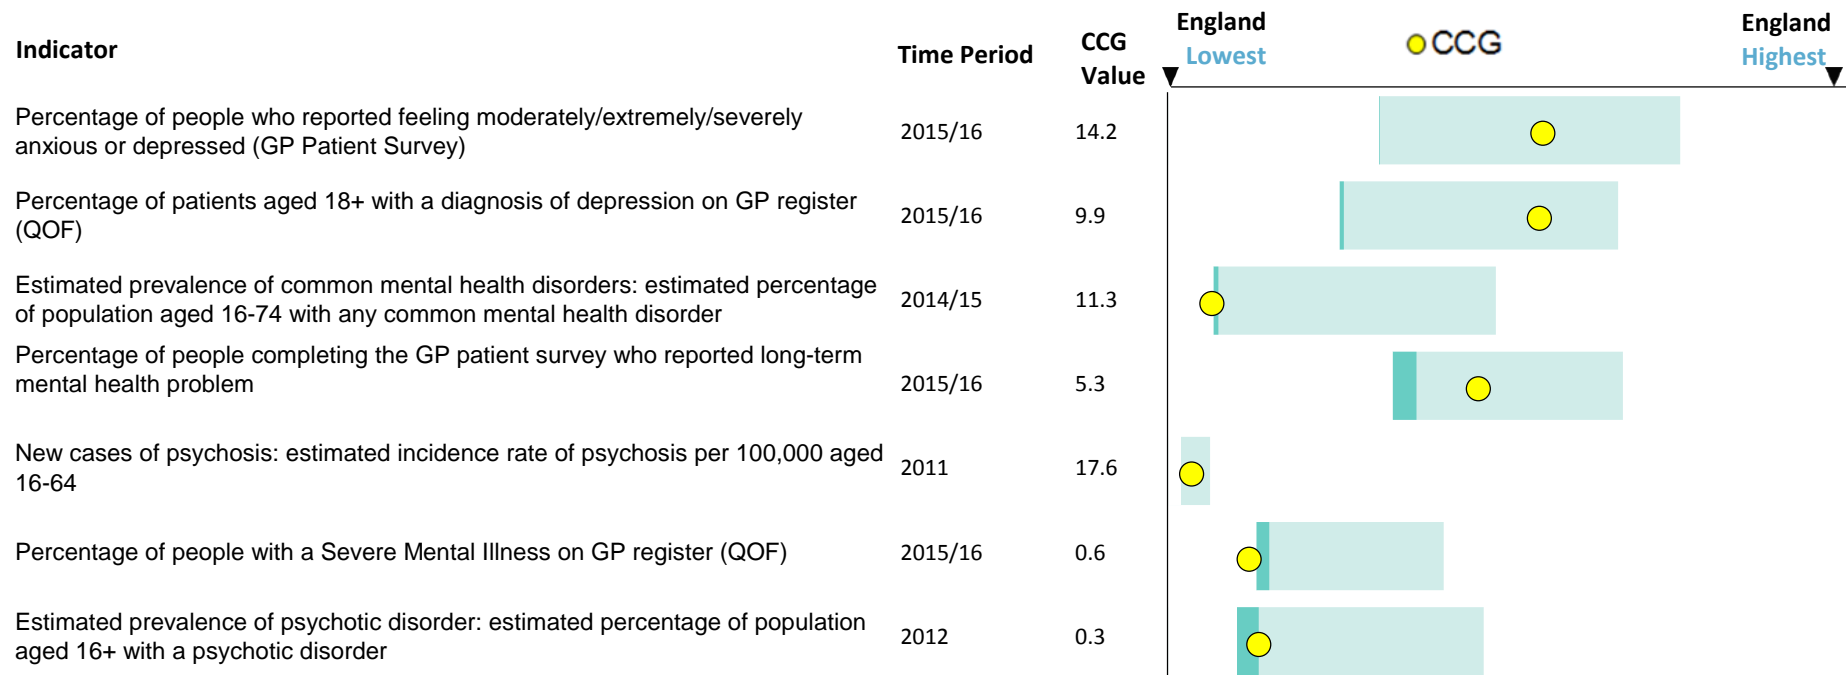 Indicator
Time Period
CCG
Value
England
Lowest
CCG
England
Highest
Percentage of people who reported feeling moderately/extremely/severely
anxious or depressed (GP Patient Survey)
2015/16
14.2
Percentage of patients aged 18+ with a diagnosis of depression on GP register
(QOF)
2015/16
9.9
Estimated prevalence of common mental health disorders: estimated percentage
of population aged 16-74 with any common mental health disorder
2014/15
11.3
Percentage of people completing the GP patient survey who reported long-term
mental health problem
2015/16
5.3
New cases of psychosis: estimated incidence rate of psychosis per 100,000 aged
16-64
2011
17.6
Percentage of people with a Severe Mental Illness on GP register (QOF)
2015/16
0.6
Estimated prevalence of psychotic disorder: estimated percentage of population
aged 16+ with a psychotic disorder
2012
0.3